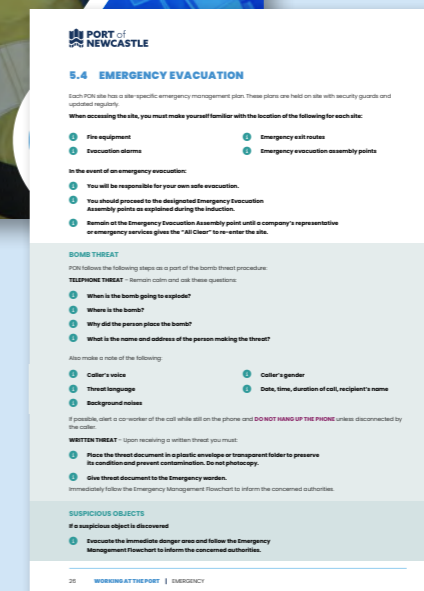 PORT of
NEWCASTLE
5.4 EMERGENCY EVACUATION
Each PON site has a site-specific emergency management plan. These plans are held on site with security guards and
updated regularly.
When accessing the site, you must make yourself familiar with the location of the following for each site:
Fire equipment
Emergency exit routes
Evacuation alarms
Emergency evacuation assembly points
In the event of an emergency evacuation:
You will be responsible for your own safe evacuation.
You should proceed to the designated Emergency Evacuation
Assembly points as explained during the induction.
Remain at the Emergency Evacuation Assembly point until a company's representative
or emergency services gives the "All Clear" to re-enter the site.
BOMB THREAT
PON follows the following steps as a part of the bomb threat procedure:
TELEPHONE THREAT – Remain calm and ask these questions:
When is the bomb going to explode?
Where is the bomb?
Why did the person place the bomb?
What is the name and address of the person making the threat?
Also make a note of the following:
Caller's voice
Caller's gender
Threat language
Date, time, duration of call, recipient's name
Background noises
If possible, alert a co-worker of the call while still on the phone and DO NOT HANG UP THE PHONE unless disconnected by
the caller.
WRITTEN THREAT – Upon receiving a written threat you must:
Place the threat document in a plastic envelope or transparent folder to preserve
its condition and prevent contamination. Do not photocopy.
Give threat document to the Emergency warden.
Immediately follow the Emergency Management Flowchart to inform the concerned authorities.
SUSPICIOUS OBJECTS
If a suspicious object is discovered
Evacuate the immediate danger area and follow the Emergency
Management Flowchart to inform the concerned authorities.
26 WORKING AT THE PORT | EMERGENCY